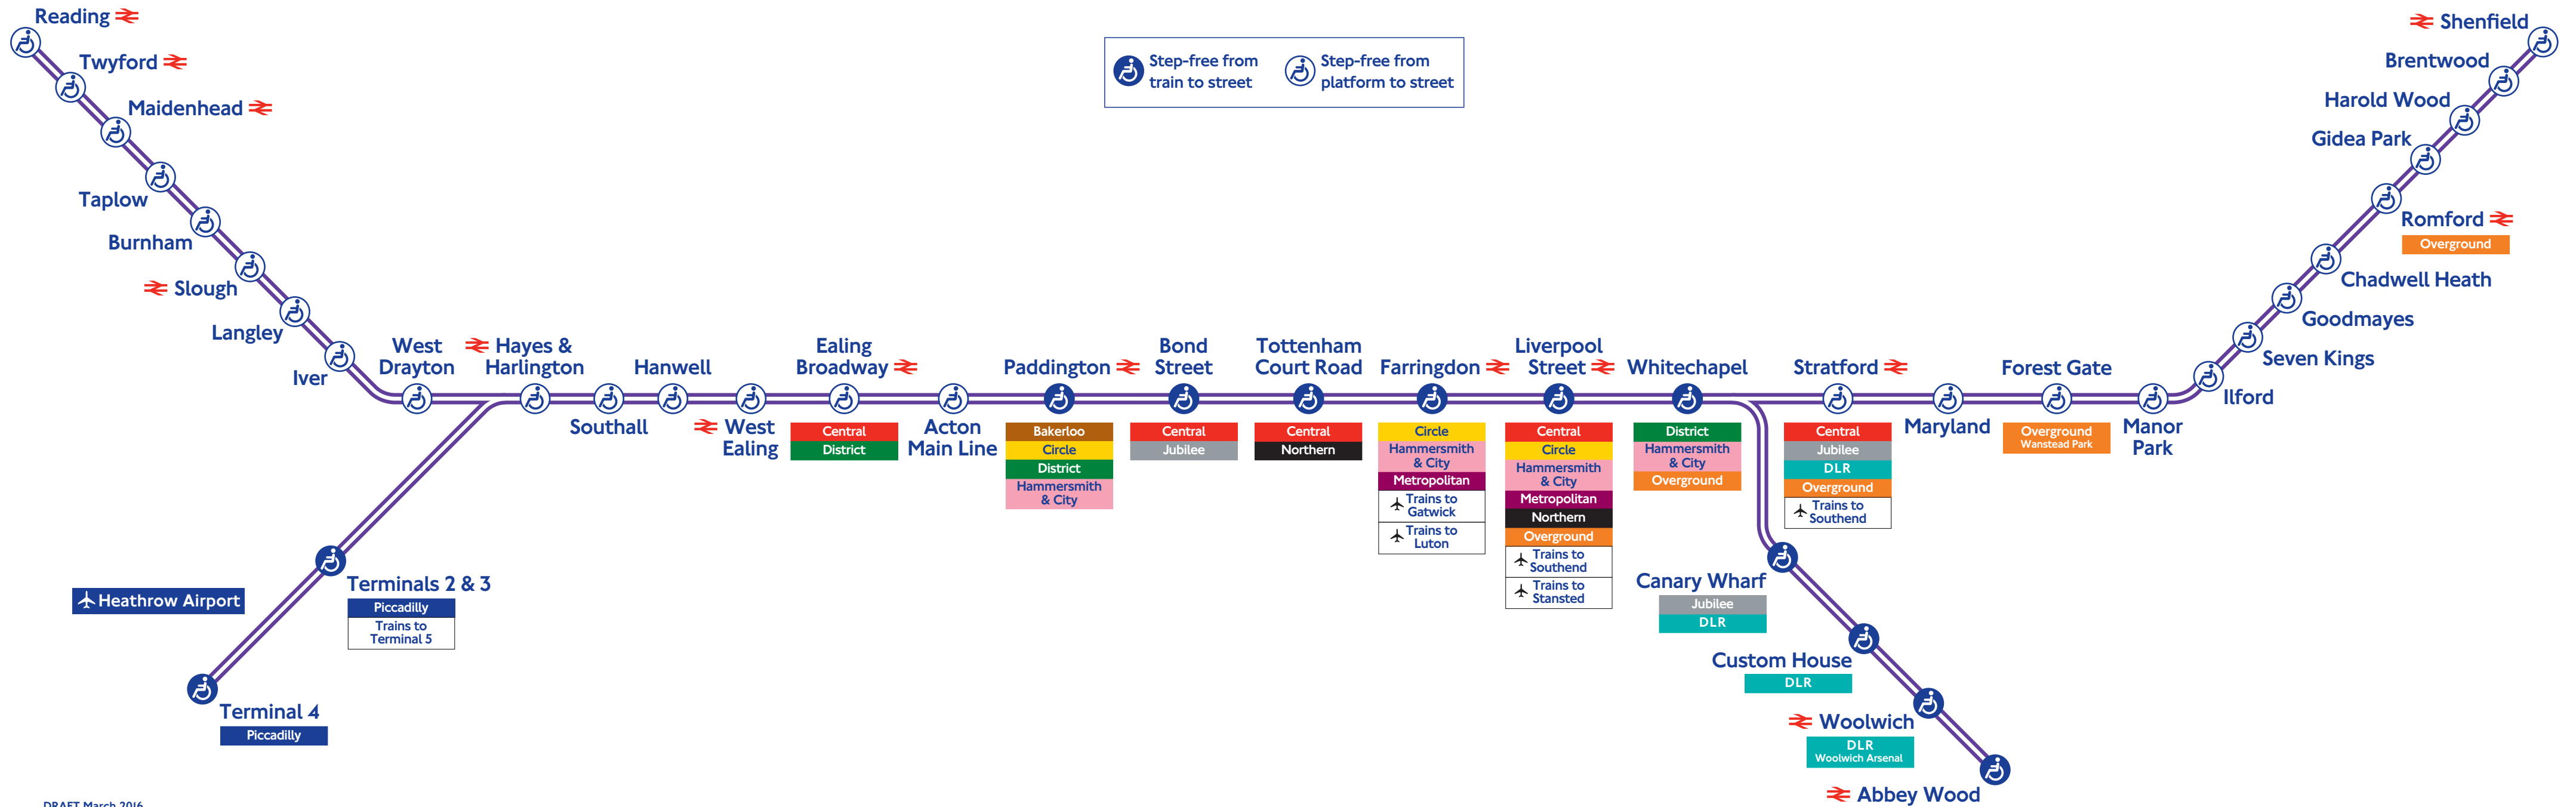 Reading
Twyford
Maidenhead
Taplow
Burnham
Slough
Langley
Iver
West
Drayton
Hayes &
Harlington
Southall
Hanwell
West
Ealing
Ealing
Broadway
Central
District
Acton
Main Line
Paddington
Bakerloo
Circle
District
Hammersmith
& City
Bond
Street
Central
Jubilee
Tottenham
Court Road
Central
Northern
Farringdon
Circle
Hammersmith
& City
Metropolitan
Trains to
Gatwick
Trains to
Luton
Liverpool
Street
Central
Circle
Hammersmith
& City
Metropolitan
Northern
Overground
Trains to
Southend
Trains to
Stansted
Whitechapel
District
Hammersmith
& City
Overground
Stratford
Central
Jubilee
DLR
Overground
Trains to
Southend
Maryland
Forest Gate
Overground
Wanstead Park
Manor
Park
Ilford
Seven Kings
Goodmayes
Chadwell Heath
Romford
Overground
Gidea Park
Harold Wood
Brentwood
Shenfield
Canary Wharf
Jubilee
DLR
Custom House
DLR
Woolwich
DLR
Woolwich Arsenal
Abbey Wood
Heathrow Airport
Terminals 2 & 3
Piccadilly
Trains to
Terminal 5
Terminal 4
Piccadilly
Step-free from
train to street
Step-free from
platform to street
DRAFT March 2016